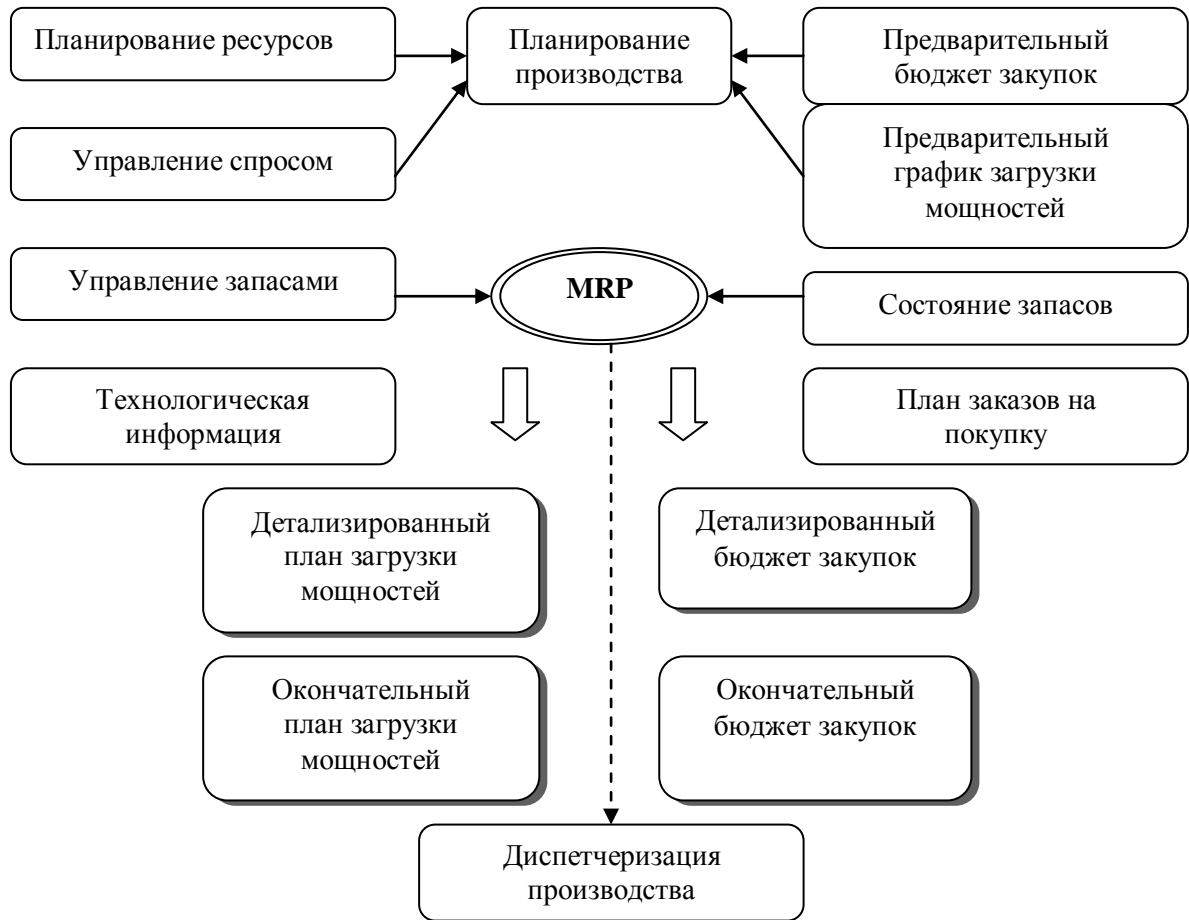 Планирование ресурсов
Планирование
производства
Предварительный
бюджет закупок
Управление спросом
Предварительный
график загрузки
мощностей
Управление запасами
MRP
Состояние запасов
Технологическая
информация
План заказов на
покупку
Детализированный
план загрузки
мощностей
Детализированный
бюджет закупок
Окончательный
план загрузки
мощностей
Окончательный
бюджет закупок
Диспетчеризация
производства